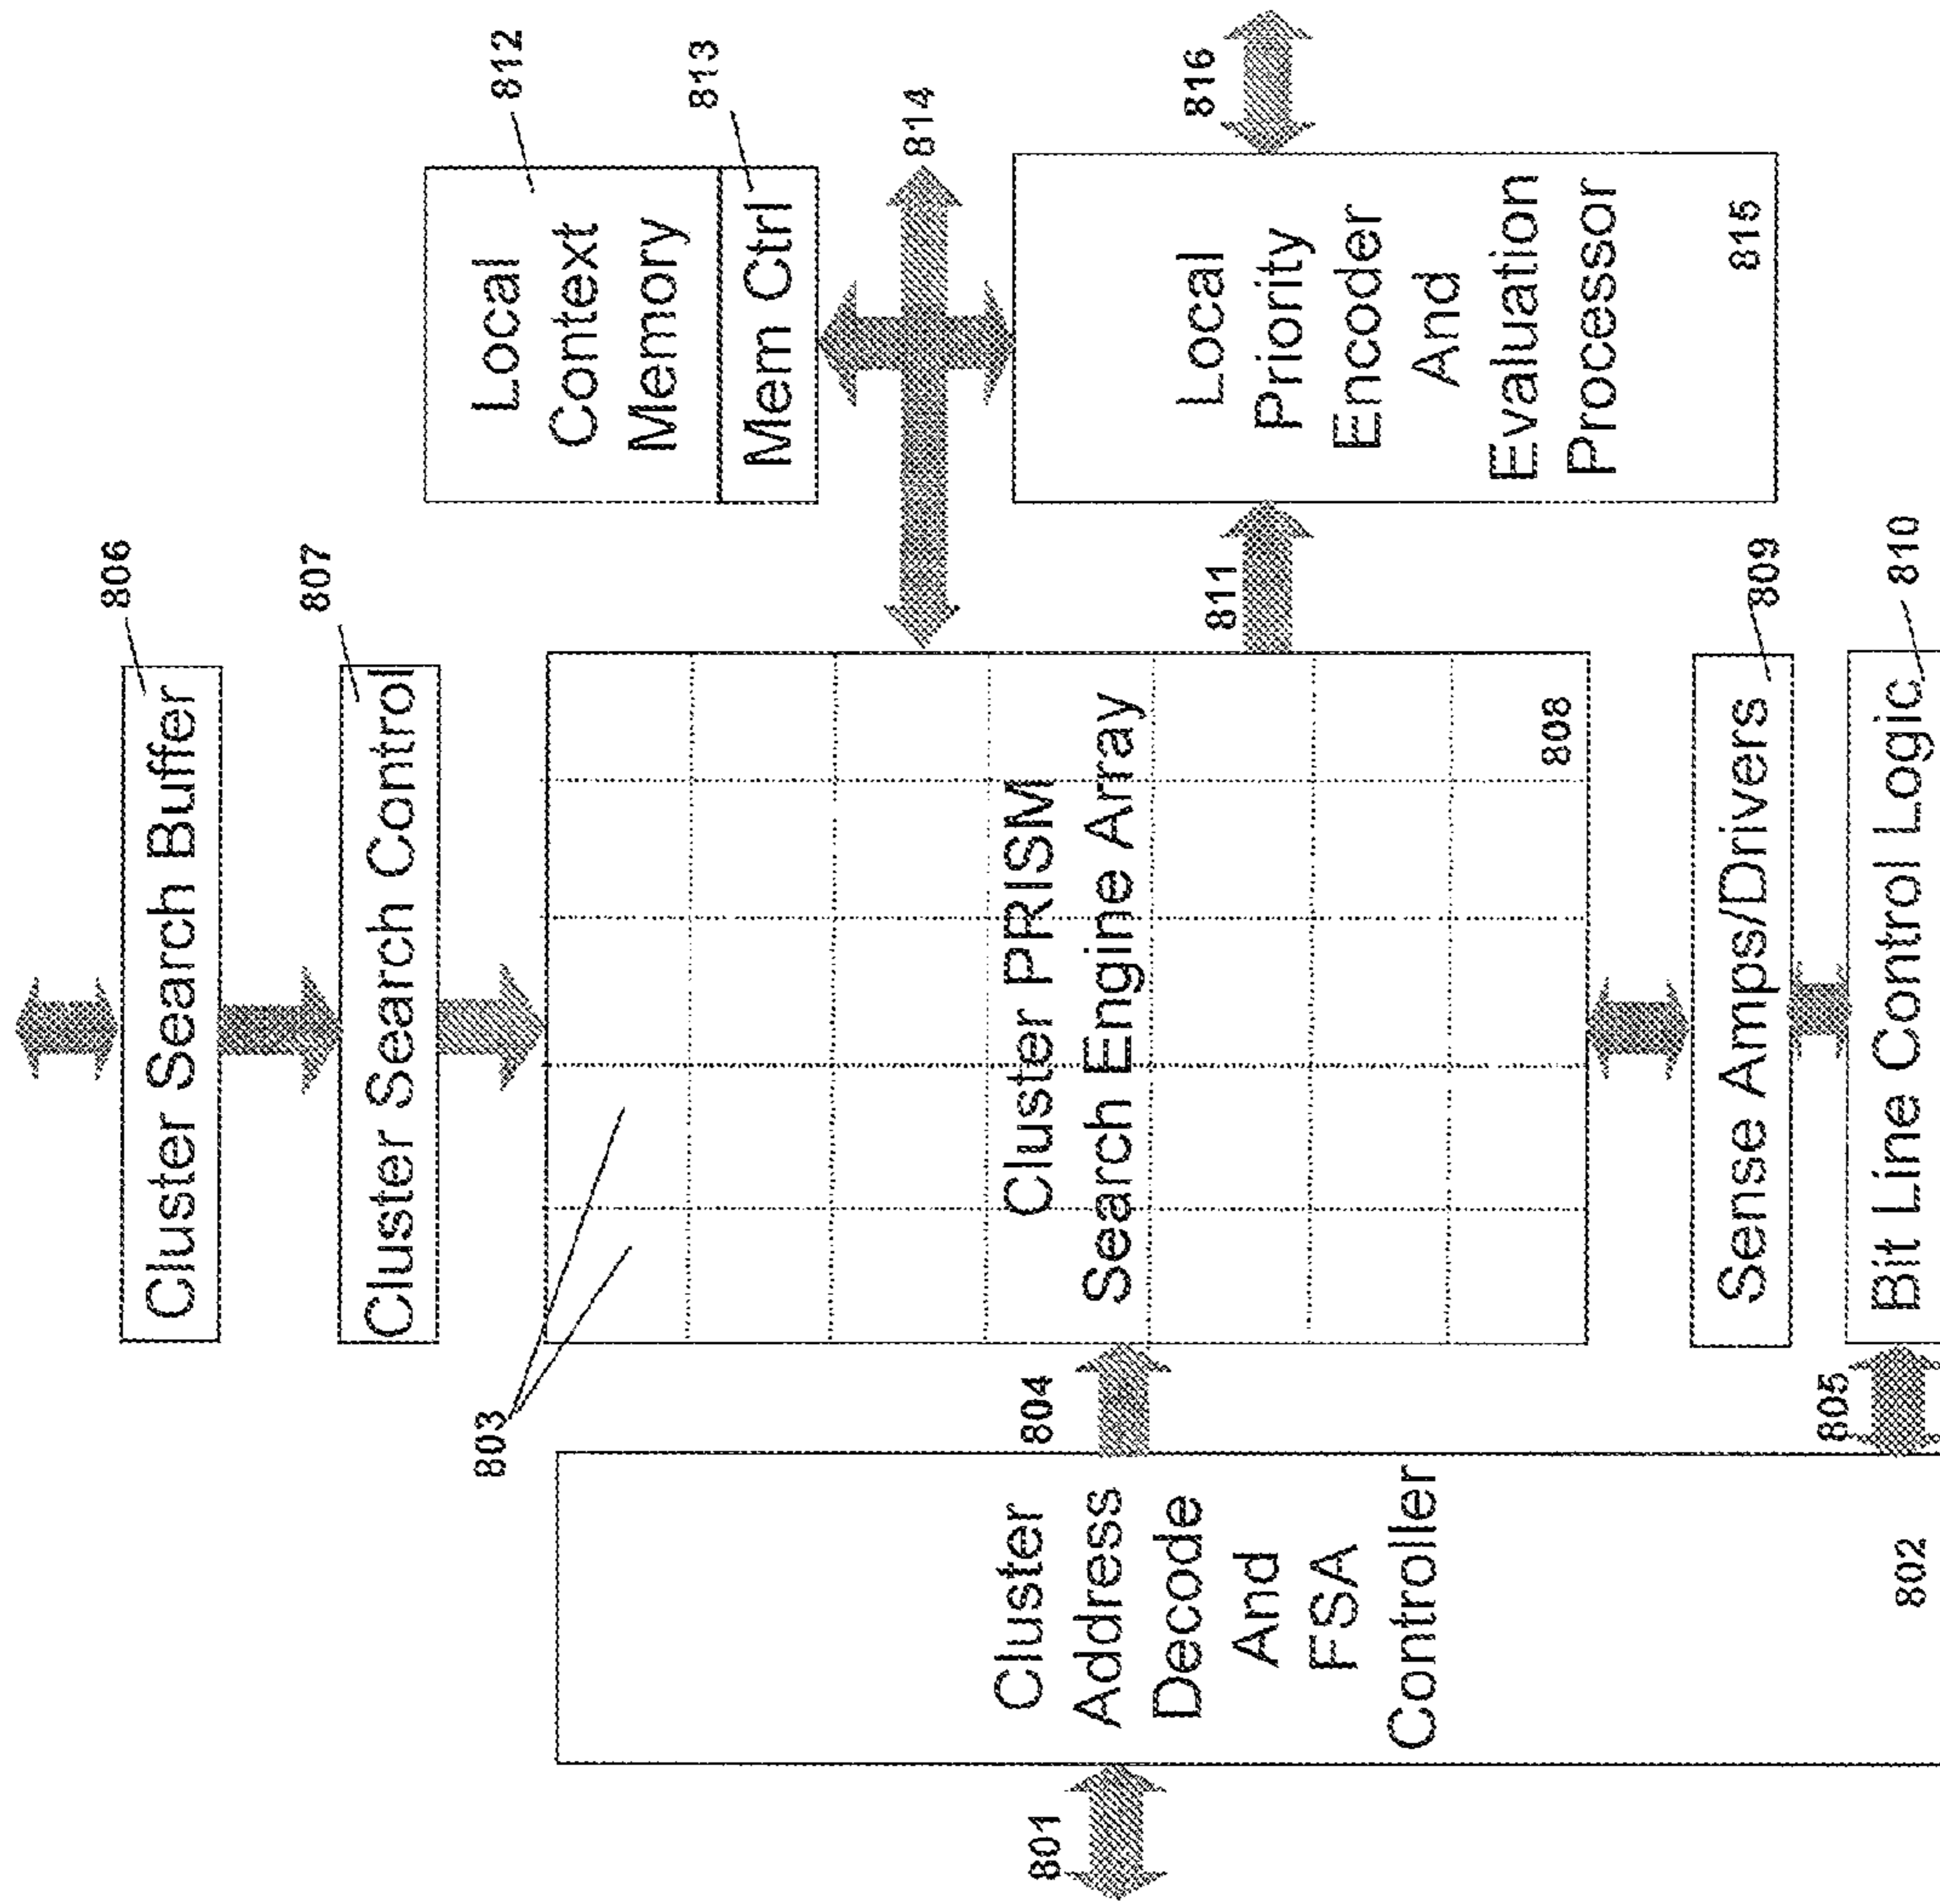 806
Cluster Search Buffer
807
Cluster Search Control
812
Local
Context
Memory
813
Mem Ctrl
814
803
Cluster PRISM
Search Engine Array
808
801
Cluster
Address
Decode
And
FSA
Controller
802
804
805
811
816
Local
Priority
Encoder
And
Evaluation
Processor
815
Sense Amps/Drivers
809
Bit Line Control Logic
810